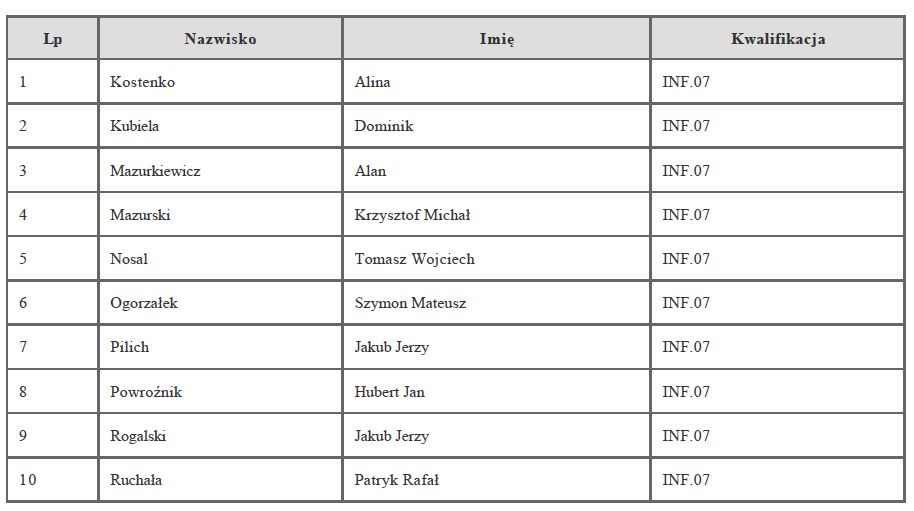 Lp Nazwisko Imię Kwalifikacja
1 Kostenko Alina INF.07
2 Kubiela Dominik INF.07
3 Mazurkiewicz Alan INF.07
4 Mazurski Krzysztof Michał INF.07
5 Nosal Tomasz Wojciech INF.07
6 Ogorzałek Szymon Mateusz INF.07
7 Pilich Jakub Jerzy INF.07
8 Powroźnik Hubert Jan INF.07
9 Rogalski Jakub Jerzy INF.07
10 Ruchała Patryk Rafał INF.07